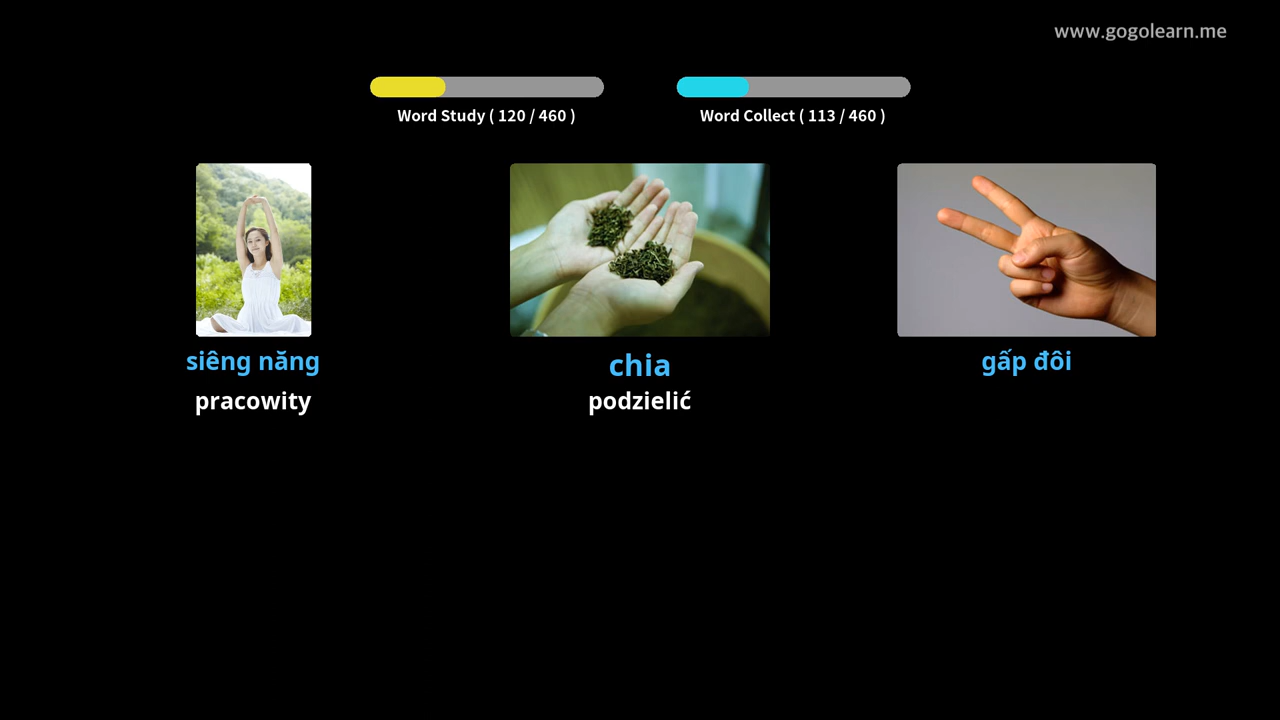 www.gogolearn.me
Word Study ( 120 / 460 )
Word Collect ( 113 / 460 )
siêng năng
pracowity
chia
podzielić
gấp đôi